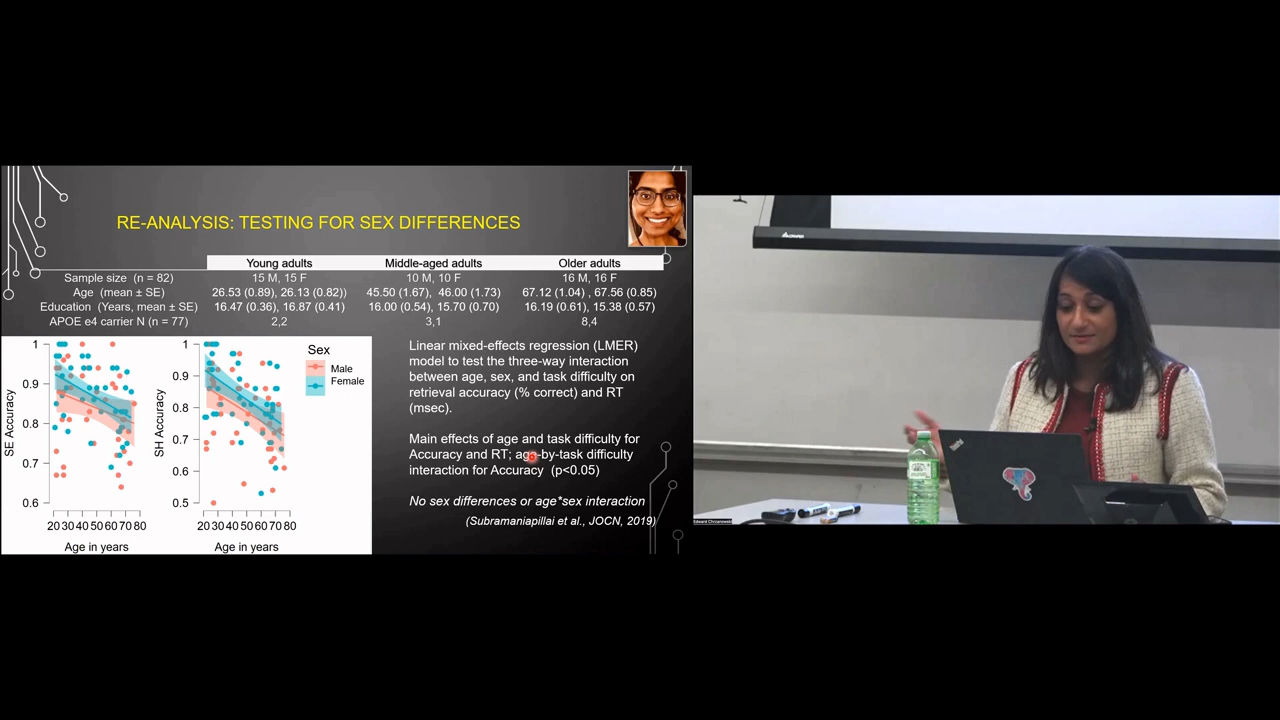 RE-ANALYSIS: TESTING FOR SEX DIFFERENCES
Young adults Middle-aged adults Older adults
Sample size (n = 82) 15 M, 15 F 10 M, 10 F 16 M, 16 F
Age (mean ± SE) 26.53 (0.89), 26.13 (0.82)) 45.50 (1.67), 46.00 (1.73) 67.12 (1.04) , 67.56 (0.85)
Education (Years, mean ± SE) 16.47 (0.36), 16.87 (0.41) 16.00 (0.54), 15.70 (0.70) 16.19 (0.61), 15.38 (0.57)
APOE e4 carrier N (n = 77) 2,2 3,1 8,4
SE Accuracy
1
0.9
0.8
0.7
0.6
20 30 40 50 60 70 80
Age in years
SH Accuracy
1
0.9
0.8
0.7
0.6
0.5
20 30 40 50 60 70 80
Age in years
Sex
Male
Female
Linear mixed-effects regression (LMER)
model to test the three-way interaction
between age, sex, and task difficulty on
retrieval accuracy (% correct) and RT
(msec).
Main effects of age and task difficulty for
Accuracy and RT; age-by-task difficulty
interaction for Accuracy (p<0.05)
No sex differences or age*sex interaction
(Subramaniapillai et al., JOCN, 2019)
ThinkPad
Edward Chrzanowski